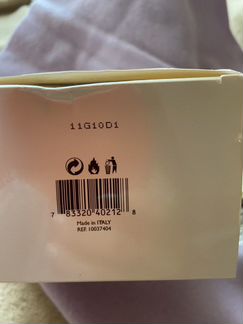 11G10D1
7 83320 40212 8
Made in ITALY
REF. 10037404